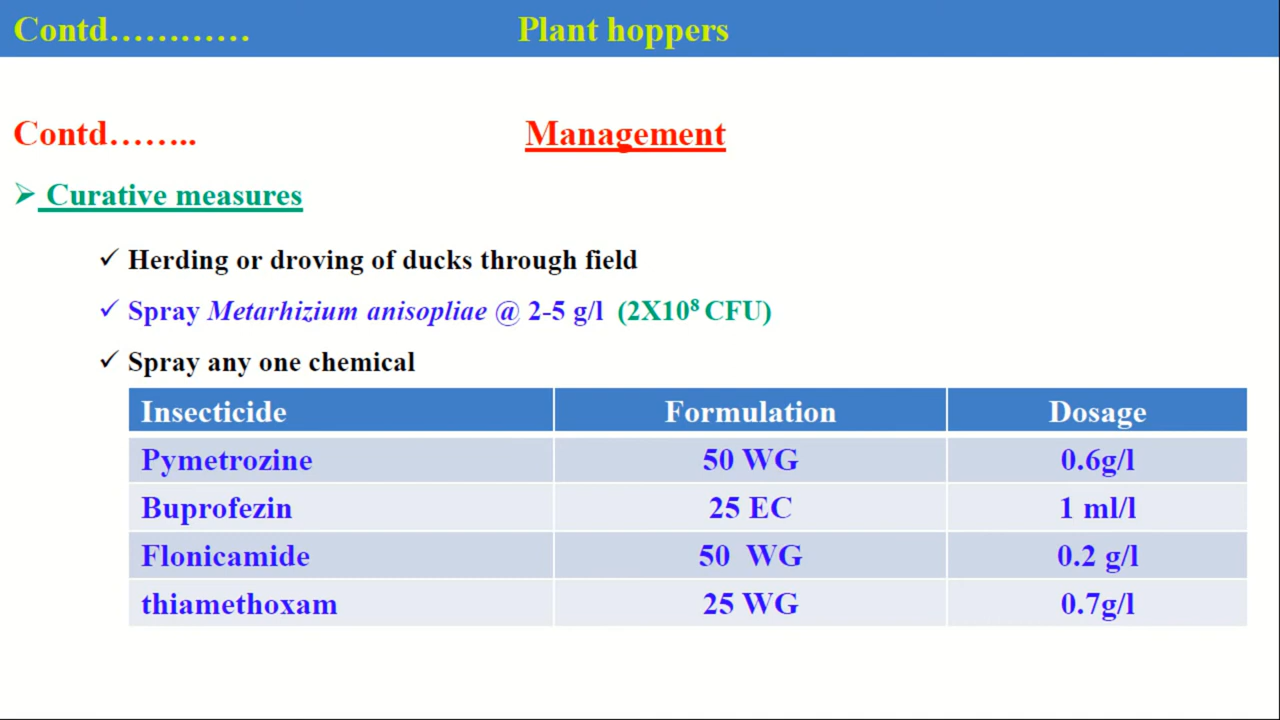 Contd………… Plant hoppers
Contd…….. Management
➢ Curative measures
✓ Herding or droving of ducks through field
✓ Spray Metarhizium anisopliae @ 2-5 g/l (2X10⁸ CFU)
✓ Spray any one chemical
Insecticide Formulation Dosage
Pymetrozine 50 WG 0.6g/l
Buprofezin 25 EC 1 ml/l
Flonicamide 50 WG 0.2 g/l
thiamethoxam 25 WG 0.7g/l